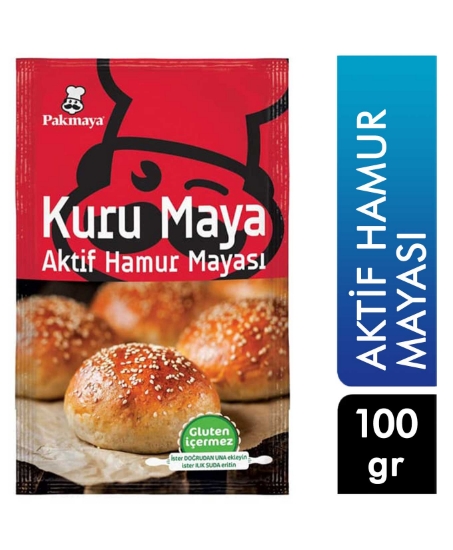 Pakmaya
Kuru Maya
Aktif Hamur Mayası
Gluten
içermez
İster DOĞRUDAN UNA ekleyin
ister ILIK SUDA eritin
AKTİF HAMUR
MAYASI
100
gr